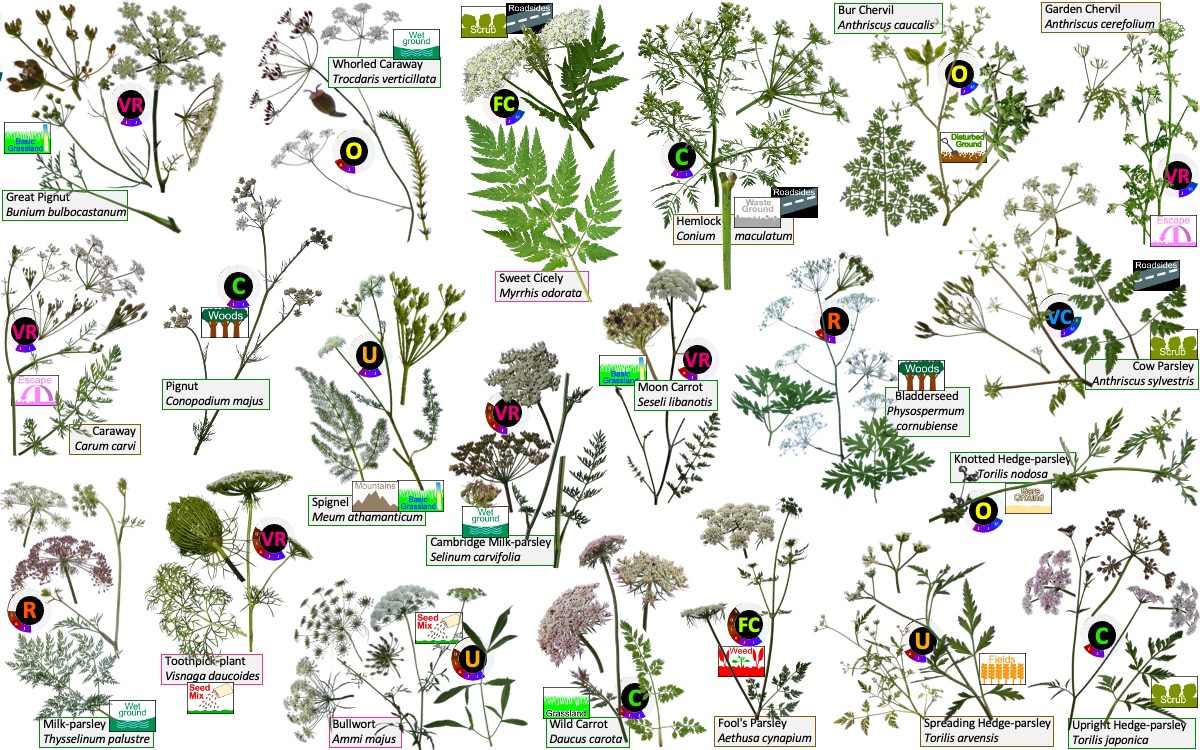 Scrub
Roadsides
Bur Chervil
Anthriscus caucalis
Garden Chervil
Anthriscus cerefolium
Wet
ground
Whorled Caraway
Trocdaris verticillata
VR
FC
O
Basic
Grassland
O
C
Disturbed
Ground
VR
Great Pignut
Bunium bulbocastanum
Waste
Ground
Roadsides
Hemlock
Conium maculatum
Escape
Sweet Cicely
Myrrhis odorata
Roadsides
C
Woods
VR
U
R
VC
Scrub
VR
Basic
Grassland
Cow Parsley
Anthriscus sylvestris
Escape
Pignut
Conopodium majus
Moon Carrot
Seseli libanotis
Woods
Bladderseed
Physospermum
cornubiense
Caraway
Carum carvi
VR
Knotted Hedge-parsley
Torilis nodosa
Bare
Ground
O
Mountains
Basic
Grassland
Spignel
Meum athamanticum
Wet
ground
Cambridge Milk-parsley
Selinum carvifolia
VR
R
Toothpick-plant
Visnaga daucoides
Seed
Mix
Seed
Mix
U
FC
Weed
U
C
Fields
Scrub
Wet
ground
Milk-parsley
Thysselinum palustre
Bullwort
Ammi majus
Grassland
C
Wild Carrot
Daucus carota
Fool's Parsley
Aethusa cynapium
Spreading Hedge-parsley
Torilis arvensis
Upright Hedge-parsley
Torilis japonica